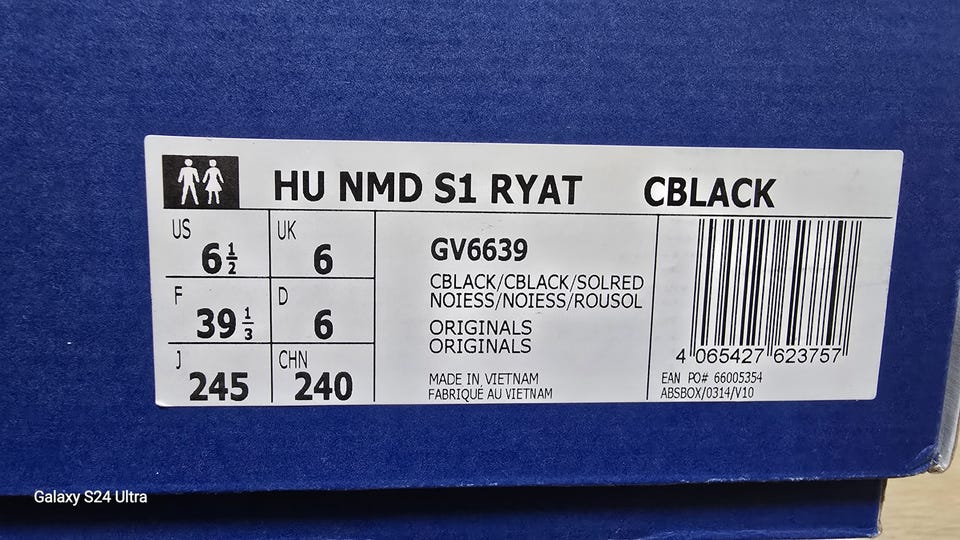 HU NMD S1 RYAT CBLACK
US 6 1/2 UK 6
F 39 1/3 D 6
J 245 CHN 240
GV6639
CBLACK/CBLACK/SOLRED
NOIESS/NOIESS/ROUSOL
ORIGINALS
ORIGINALS
MADE IN VIETNAM
FABRIQUÉ AU VIETNAM
4 065427 623757
EAN PO# 66005354
ABSBOX/0314/V10
Galaxy S24 Ultra